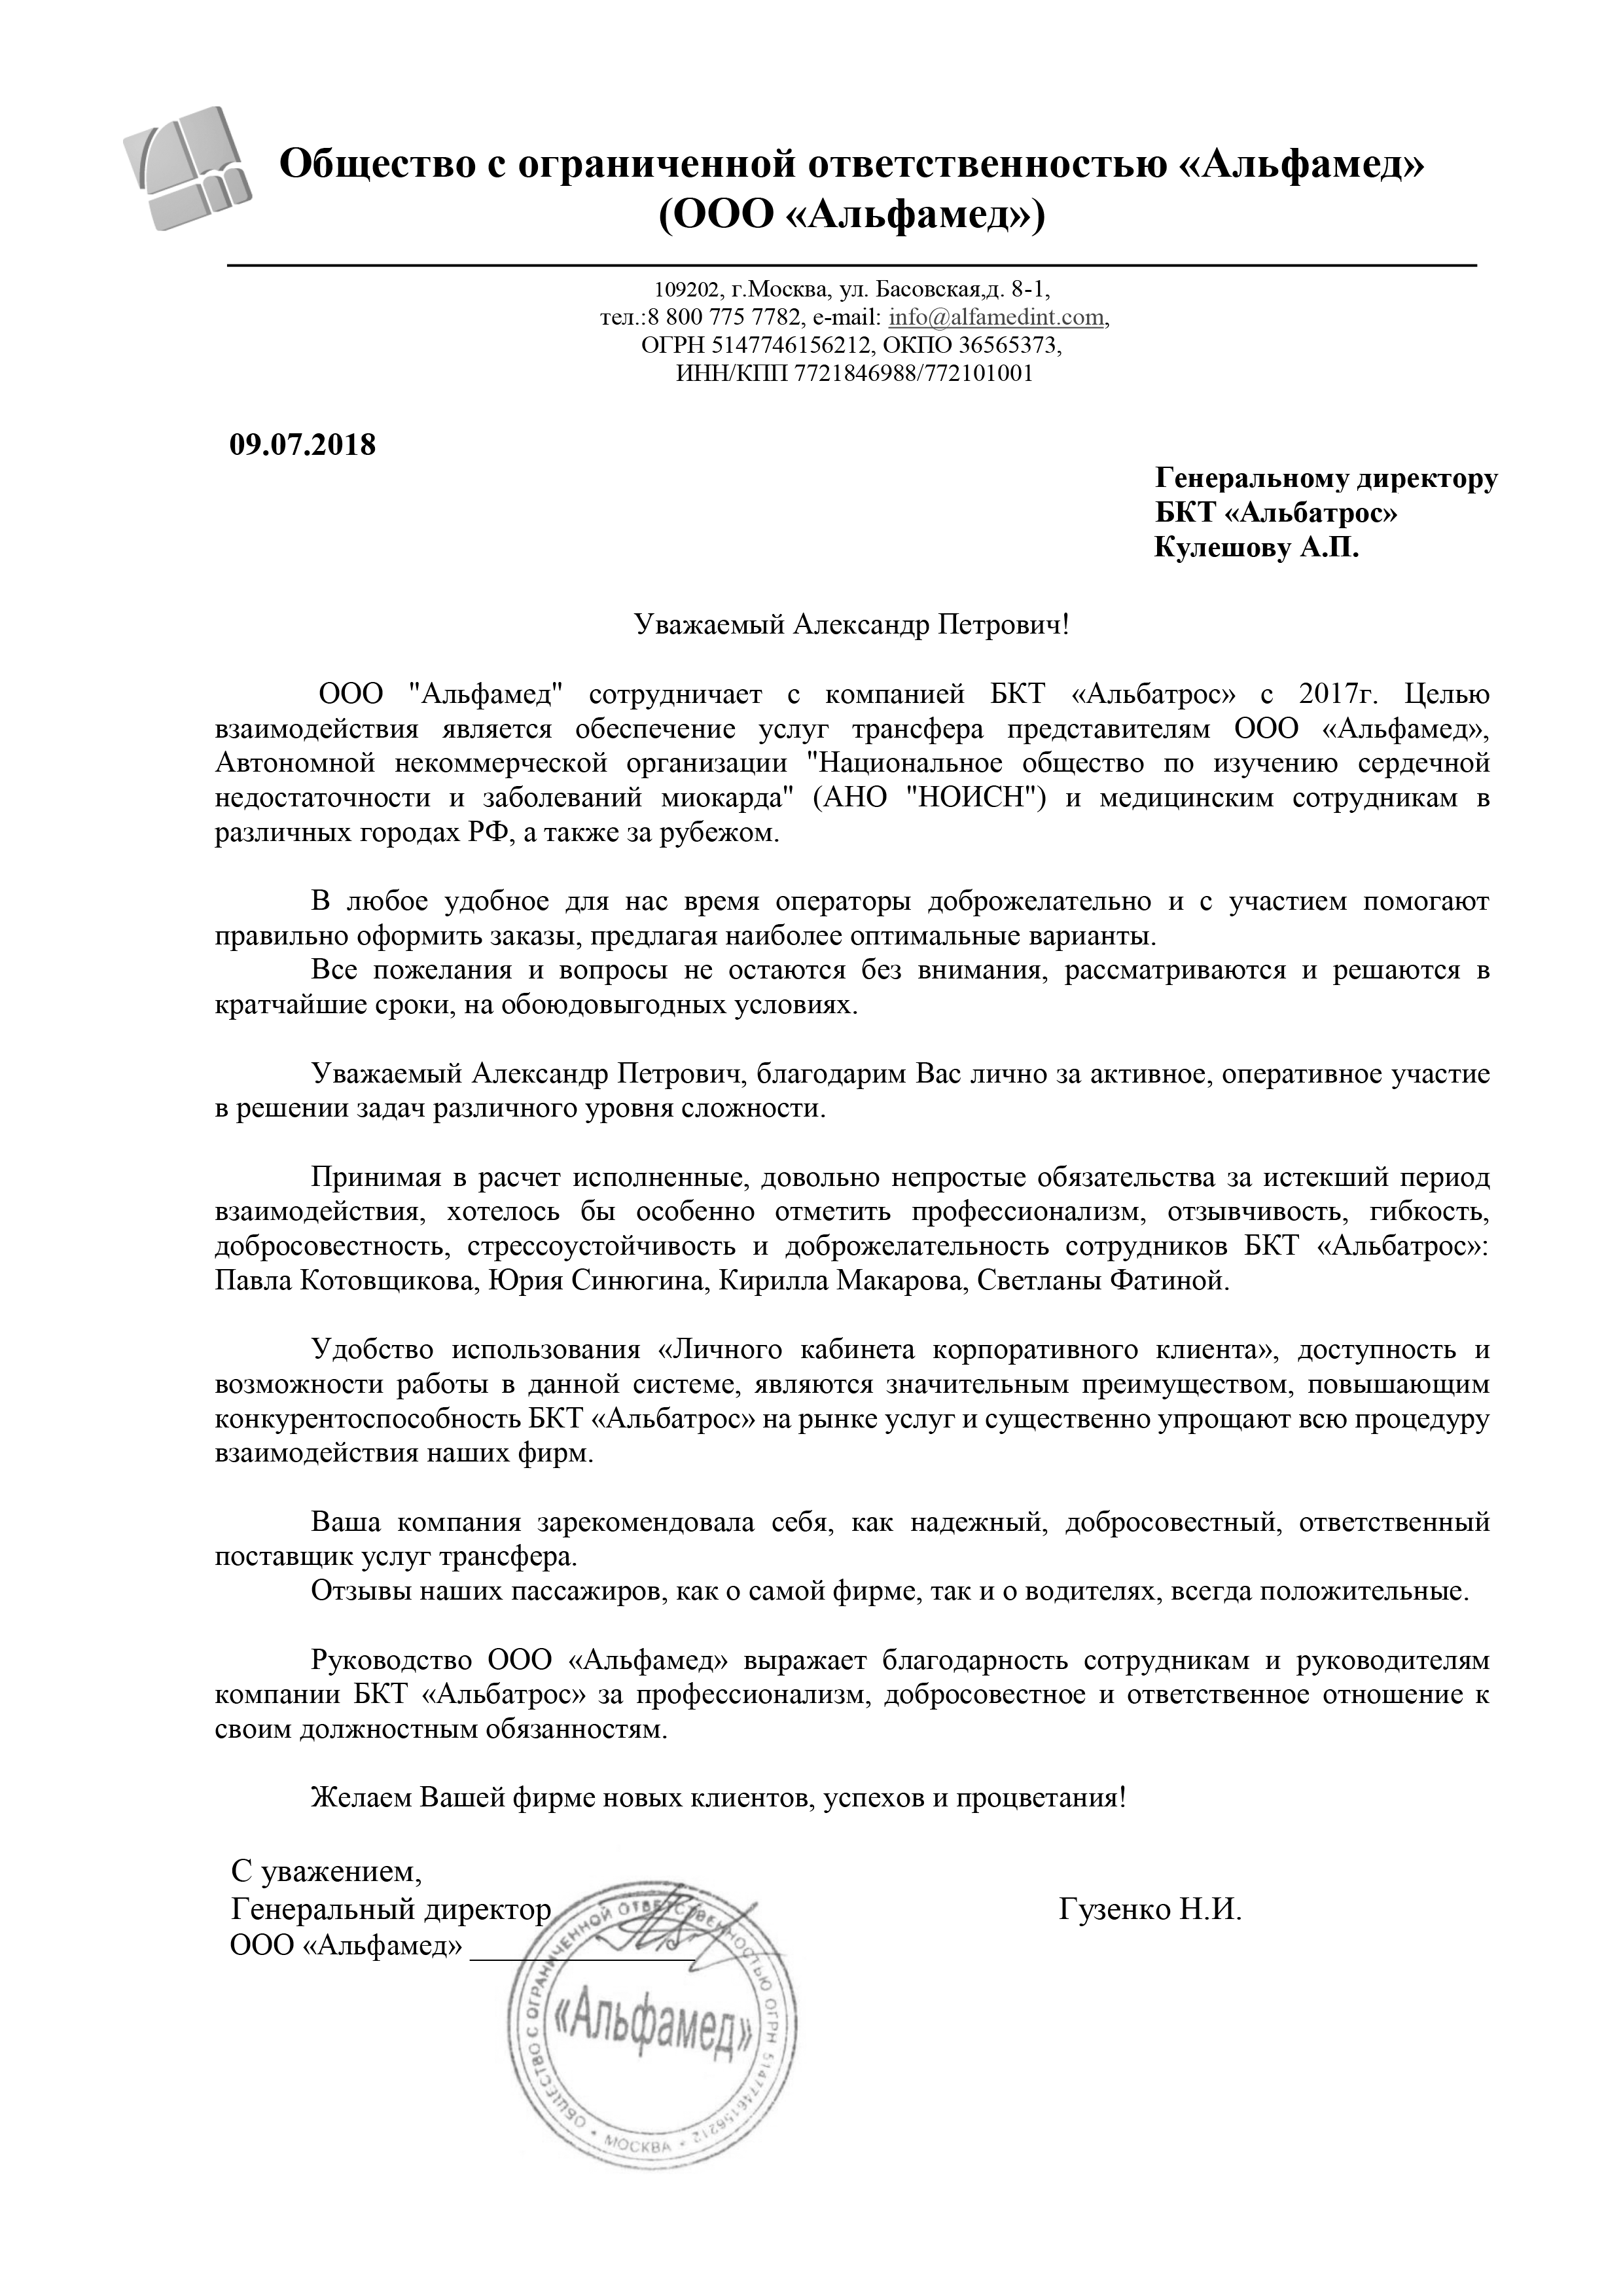 Общество с ограниченной ответственностью «Альфамед»
(ООО «Альфамед»)
109202, г.Москва, ул. Басовская,д. 8-1,
тел.:8 800 775 7782, e-mail: info@alfamedint.com,
ОГРН 5147746156212, ОКПО 36565373,
ИНН/КПП 7721846988/772101001
09.07.2018
Генеральному директору
БКТ «Альбатрос»
Кулешову А.П.
Уважаемый Александр Петрович!
ООО "Альфамед" сотрудничает с компанией БКТ «Альбатрос» с 2017г. Целью
взаимодействия является обеспечение услуг трансфера представителям ООО «Альфамед»,
Автономной некоммерческой организации "Национальное общество по изучению сердечной
недостаточности и заболеваний миокарда" (АНО "НОИСН") и медицинским сотрудникам в
различных городах РФ, а также за рубежом.
В любое удобное для нас время операторы доброжелательно и с участием помогают
правильно оформить заказы, предлагая наиболее оптимальные варианты.
Все пожелания и вопросы не остаются без внимания, рассматриваются и решаются в
кратчайшие сроки, на обоюдовыгодных условиях.
Уважаемый Александр Петрович, благодарим Вас лично за активное, оперативное участие
в решении задач различного уровня сложности.
Принимая в расчет исполненные, довольно непростые обязательства за истекший период
взаимодействия, хотелось бы особенно отметить профессионализм, отзывчивость, гибкость,
добросовестность, стрессоустойчивость и доброжелательность сотрудников БКТ «Альбатрос»:
Павла Котовщикова, Юрия Синюгина, Кирилла Макарова, Светланы Фатиной.
Удобство использования «Личного кабинета корпоративного клиента», доступность и
возможности работы в данной системе, являются значительным преимуществом, повышающим
конкурентоспособность БКТ «Альбатрос» на рынке услуг и существенно упрощают всю процедуру
взаимодействия наших фирм.
Ваша компания зарекомендовала себя, как надежный, добросовестный, ответственный
поставщик услуг трансфера.
Отзывы наших пассажиров, как о самой фирме, так и о водителях, всегда положительные.
Руководство ООО «Альфамед» выражает благодарность сотрудникам и руководителям
компании БКТ «Альбатрос» за профессионализм, добросовестное и ответственное отношение к
своим должностным обязанностям.
Желаем Вашей фирме новых клиентов, успехов и процветания!
С уважением,
Генеральный директор Гузенко Н.И.
ООО «Альфамед» _______________
ОБЩЕСТВО С ОГРАНИЧЕННОЙ ОТВЕТСТВЕННОСТЬЮ ОГРН 5147746156212
«Альфамед»
* МОСКВА *